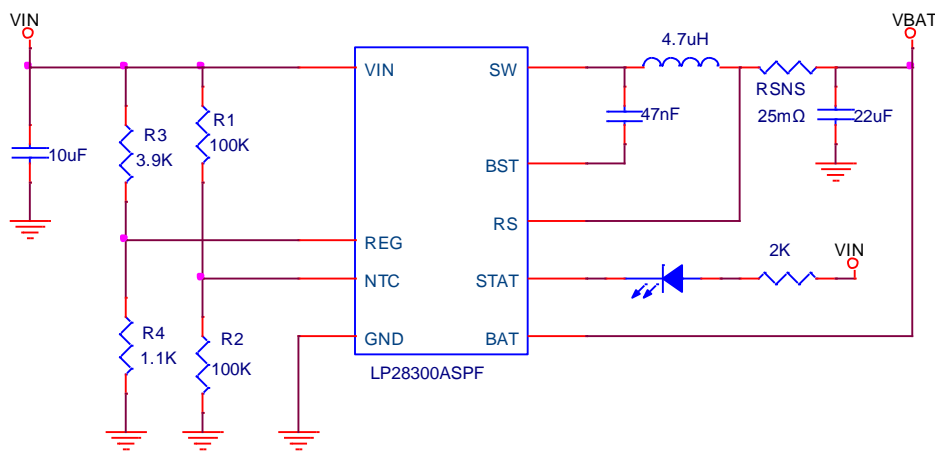 VIN
VBAT
4.7uH
VIN
SW
RSNS
R3
3.9K
R1
100K
10uF
47nF
25mΩ
22uF
BST
RS
REG
2K
VIN
NTC
STAT
R4
1.1K
R2
100K
GND
BAT
LP28300ASPF